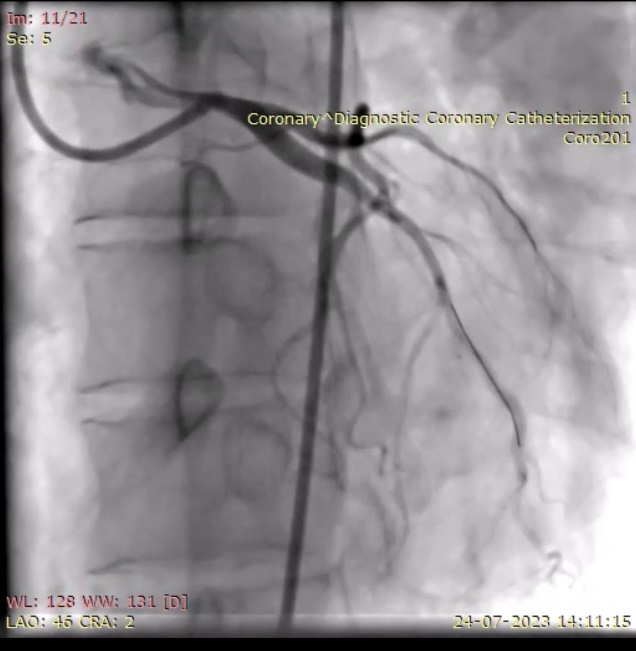 Im: 11/21
Se: 5
1
Coronary^Diagnostic Coronary Catheterization
Coro201
WL: 128 WW: 131 [D]
LAO: 46 CRA: 2
24-07-2023 14:11:15